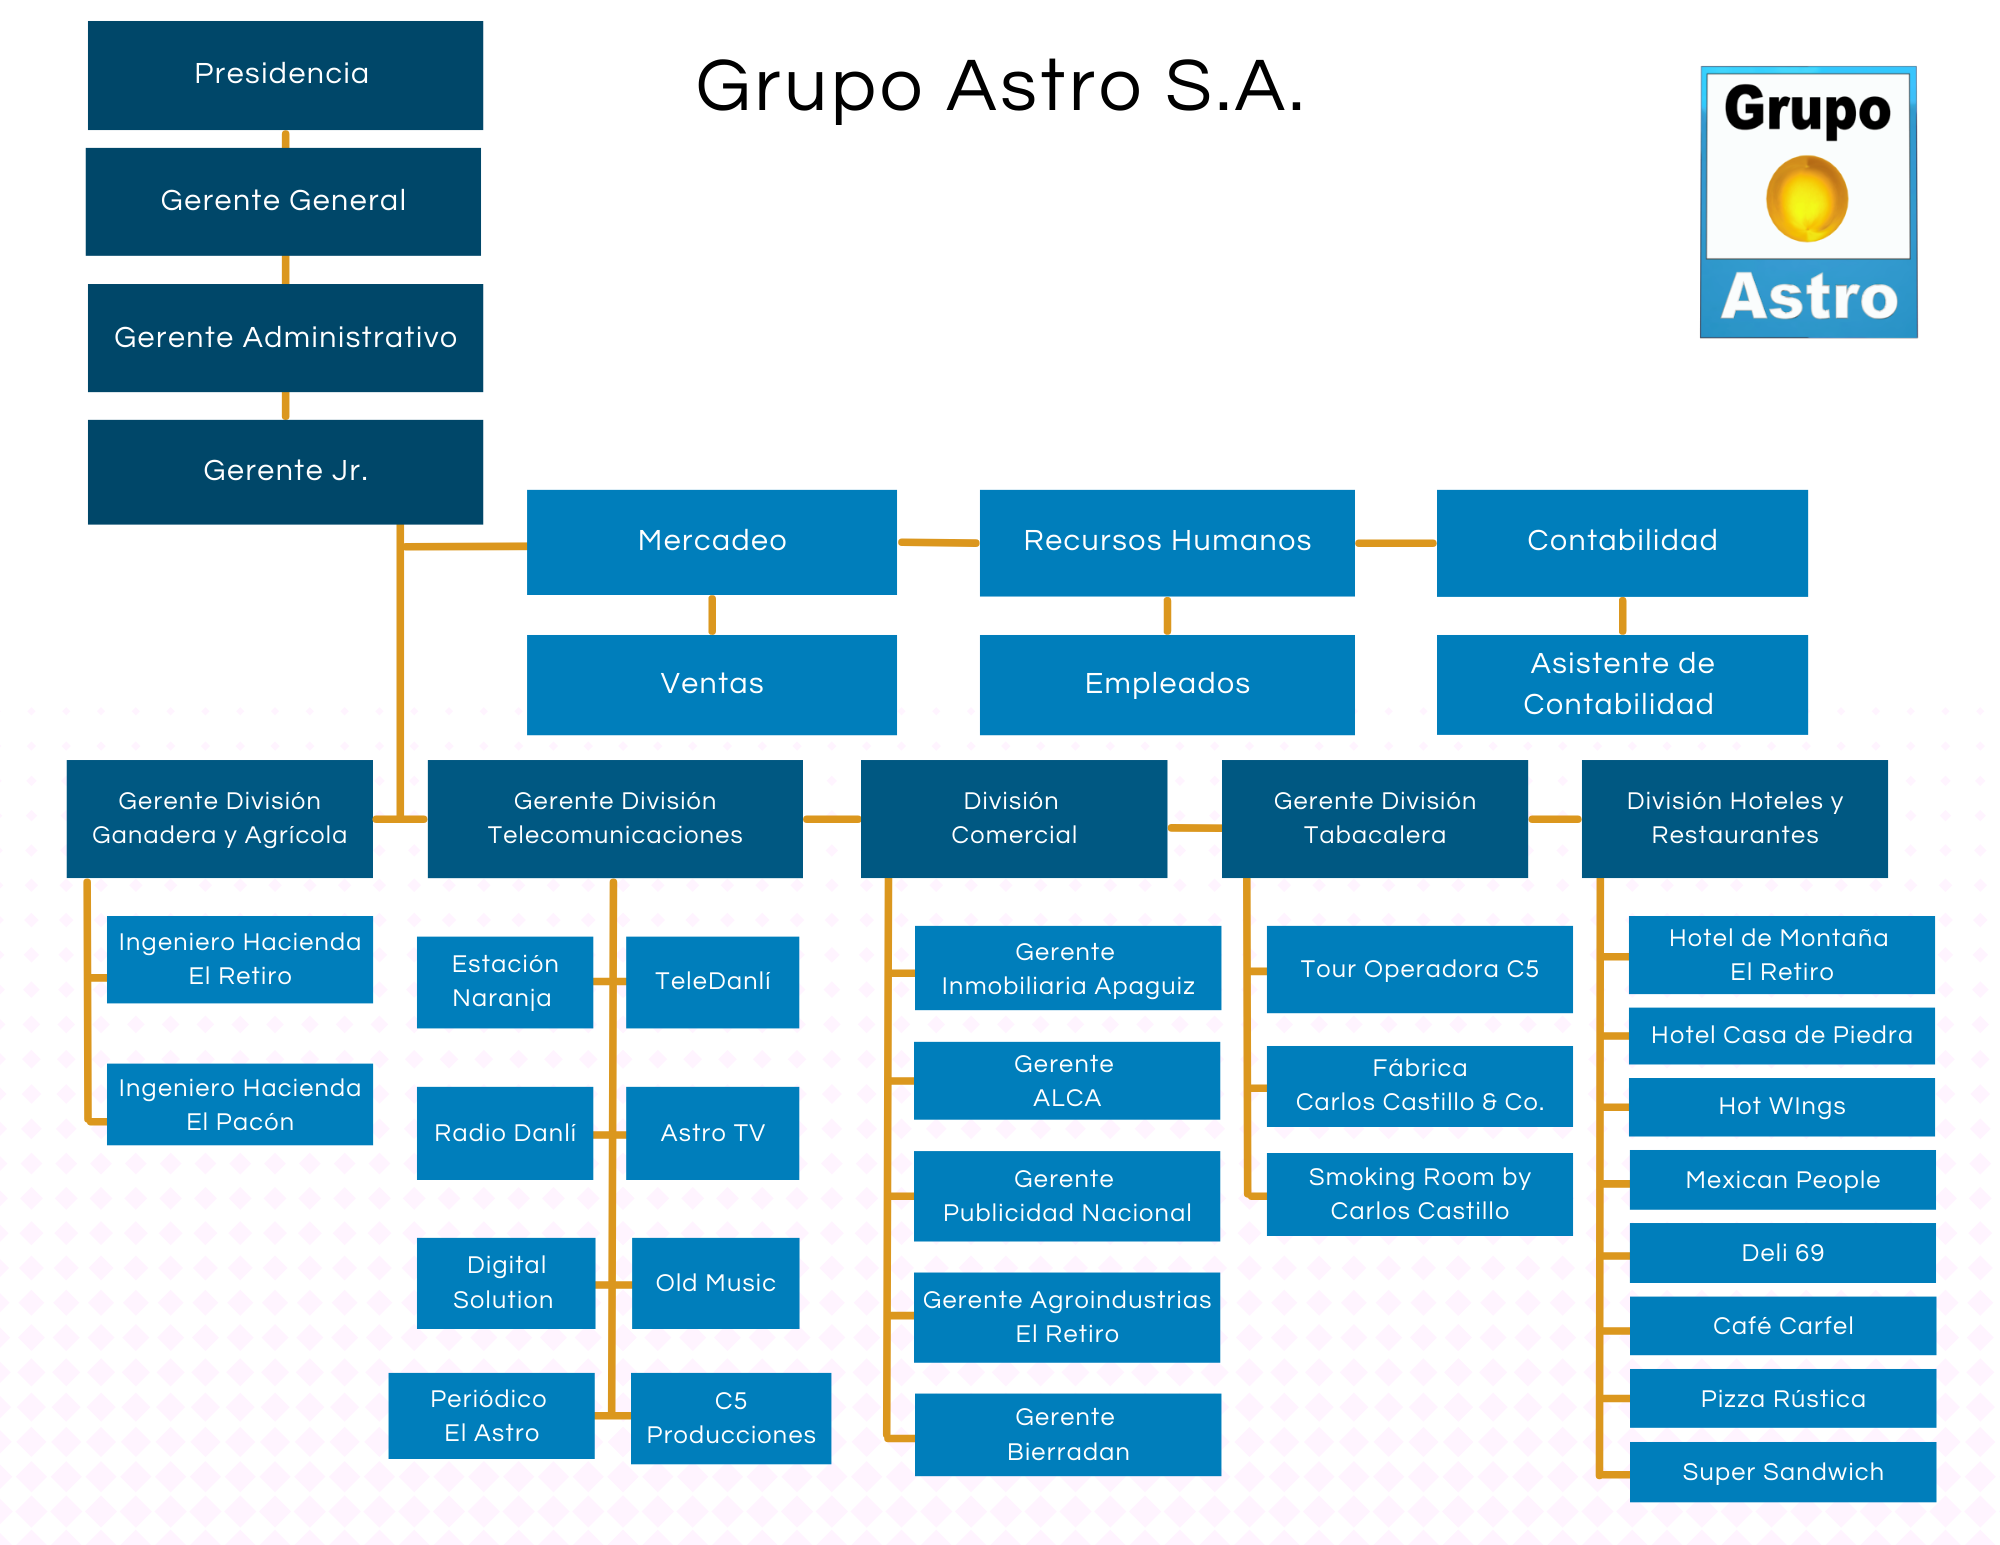 Presidencia
Grupo Astro S.A.
Grupo
Astro
Gerente General
Gerente Administrativo
Gerente Jr.
Mercadeo
Recursos Humanos
Contabilidad
Ventas
Empleados
Asistente de
Contabilidad
Gerente División
Ganadera y Agrícola
Gerente División
Telecomunicaciones
División
Comercial
Gerente División
Tabacalera
División Hoteles y
Restaurantes
Ingeniero Hacienda
El Retiro
Ingeniero Hacienda
El Pacón
Estación
Naranja
TeleDanlí
Radio Danlí
Astro TV
Digital
Solution
Old Music
Periódico
El Astro
C5
Producciones
Gerente
Inmobiliaria Apaguiz
Gerente
ALCA
Gerente
Publicidad Nacional
Gerente Agroindustrias
El Retiro
Gerente
Bierradan
Tour Operadora C5
Fábrica
Carlos Castillo & Co.
Smoking Room by
Carlos Castillo
Hotel de Montaña
El Retiro
Hotel Casa de Piedra
Hot WIngs
Mexican People
Deli 69
Café Carfel
Pizza Rústica
Super Sandwich